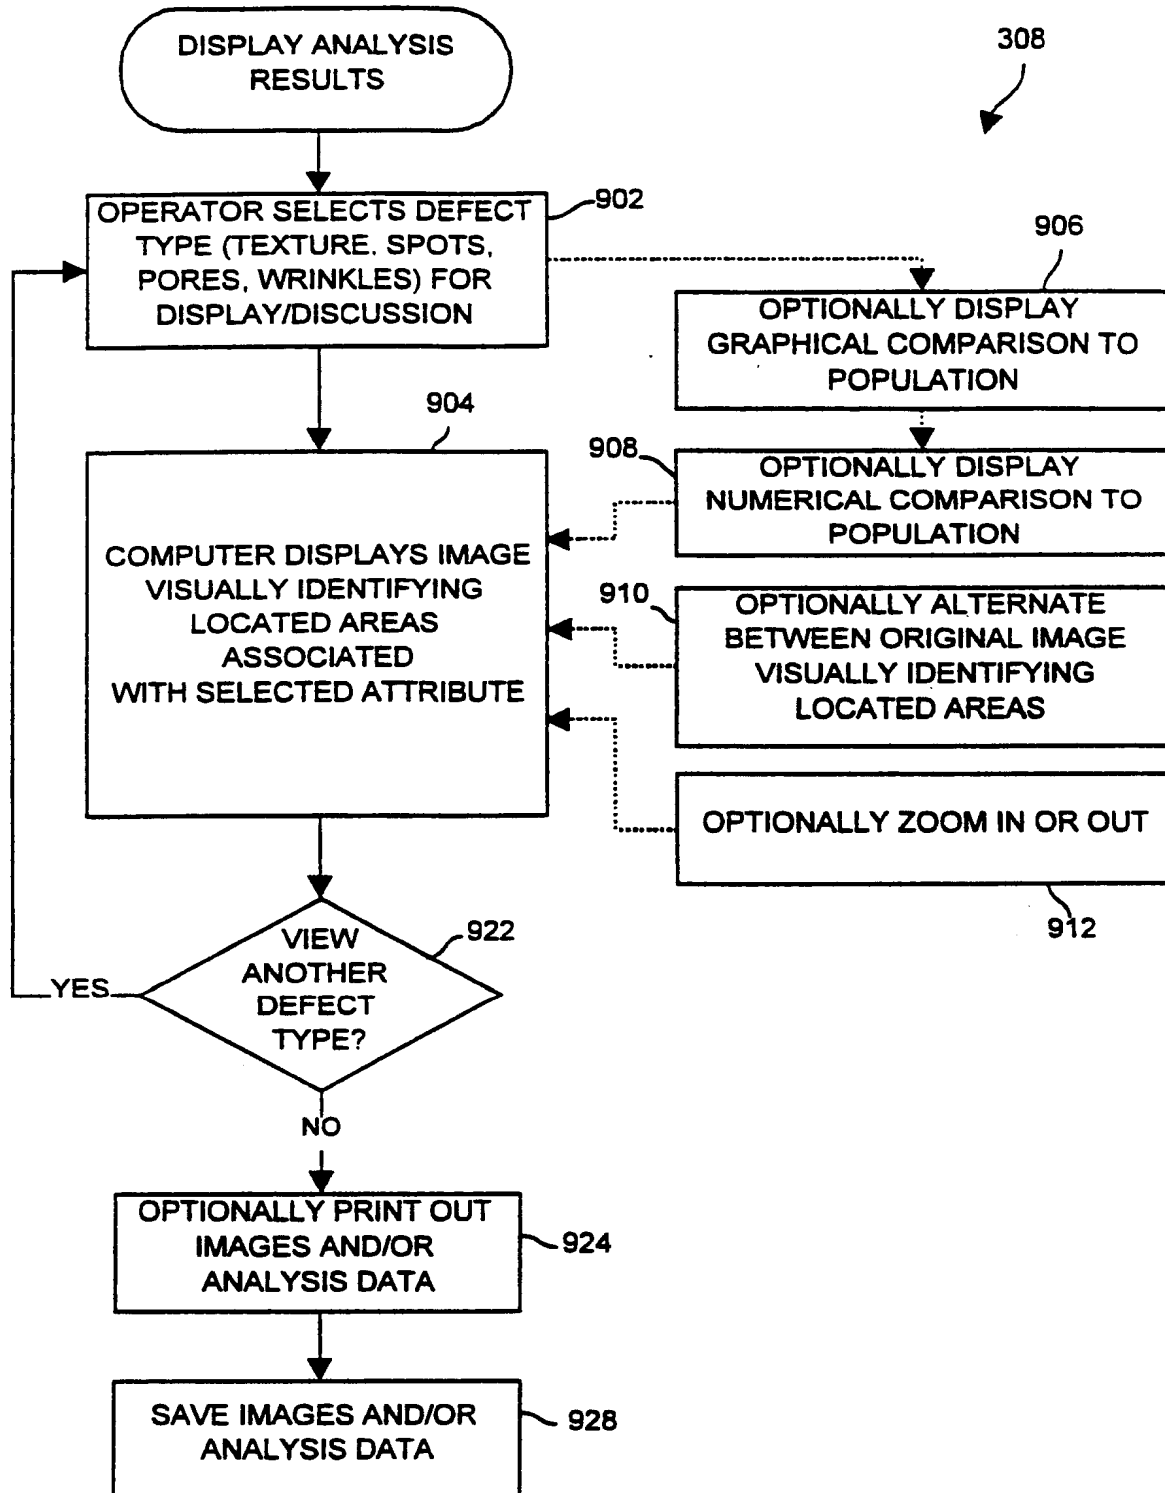 DISPLAY ANALYSIS
RESULTS
308
OPERATOR SELECTS DEFECT
TYPE (TEXTURE. SPOTS,
PORES, WRINKLES) FOR
DISPLAY/DISCUSSION
902
906
OPTIONALLY DISPLAY
GRAPHICAL COMPARISON TO
POPULATION
904
COMPUTER DISPLAYS IMAGE
VISUALLY IDENTIFYING
LOCATED AREAS
ASSOCIATED
WITH SELECTED ATTRIBUTE
908
OPTIONALLY DISPLAY
NUMERICAL COMPARISON TO
POPULATION
910
OPTIONALLY ALTERNATE
BETWEEN ORIGINAL IMAGE
VISUALLY IDENTIFYING
LOCATED AREAS
OPTIONALLY ZOOM IN OR OUT
912
VIEW
ANOTHER
DEFECT
TYPE?
922
YES
NO
OPTIONALLY PRINT OUT
IMAGES AND/OR
ANALYSIS DATA
924
SAVE IMAGES AND/OR
ANALYSIS DATA
928